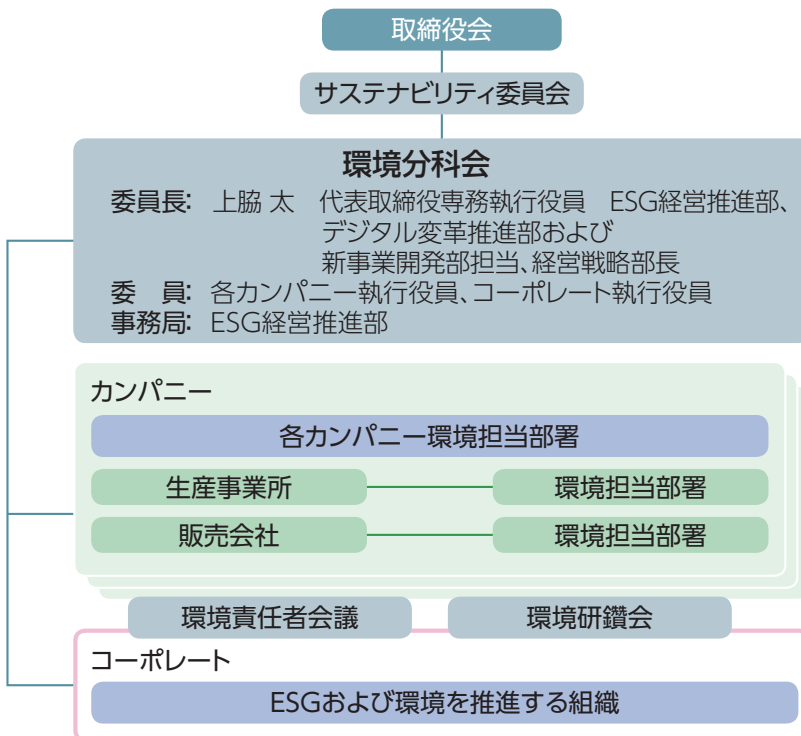 取締役会
サステナビリティ委員会
環境分科会
委員長： 上脇 太　代表取締役専務執行役員　ESG経営推進部、
デジタル変革推進部および
新事業開発部担当、経営戦略部長
委　員： 各カンパニー執行役員、コーポレート執行役員
事務局： ESG経営推進部
カンパニー
各カンパニー環境担当部署
生産事業所　環境担当部署
販売会社　環境担当部署
環境責任者会議　環境研鑽会
コーポレート
ESGおよび環境を推進する組織